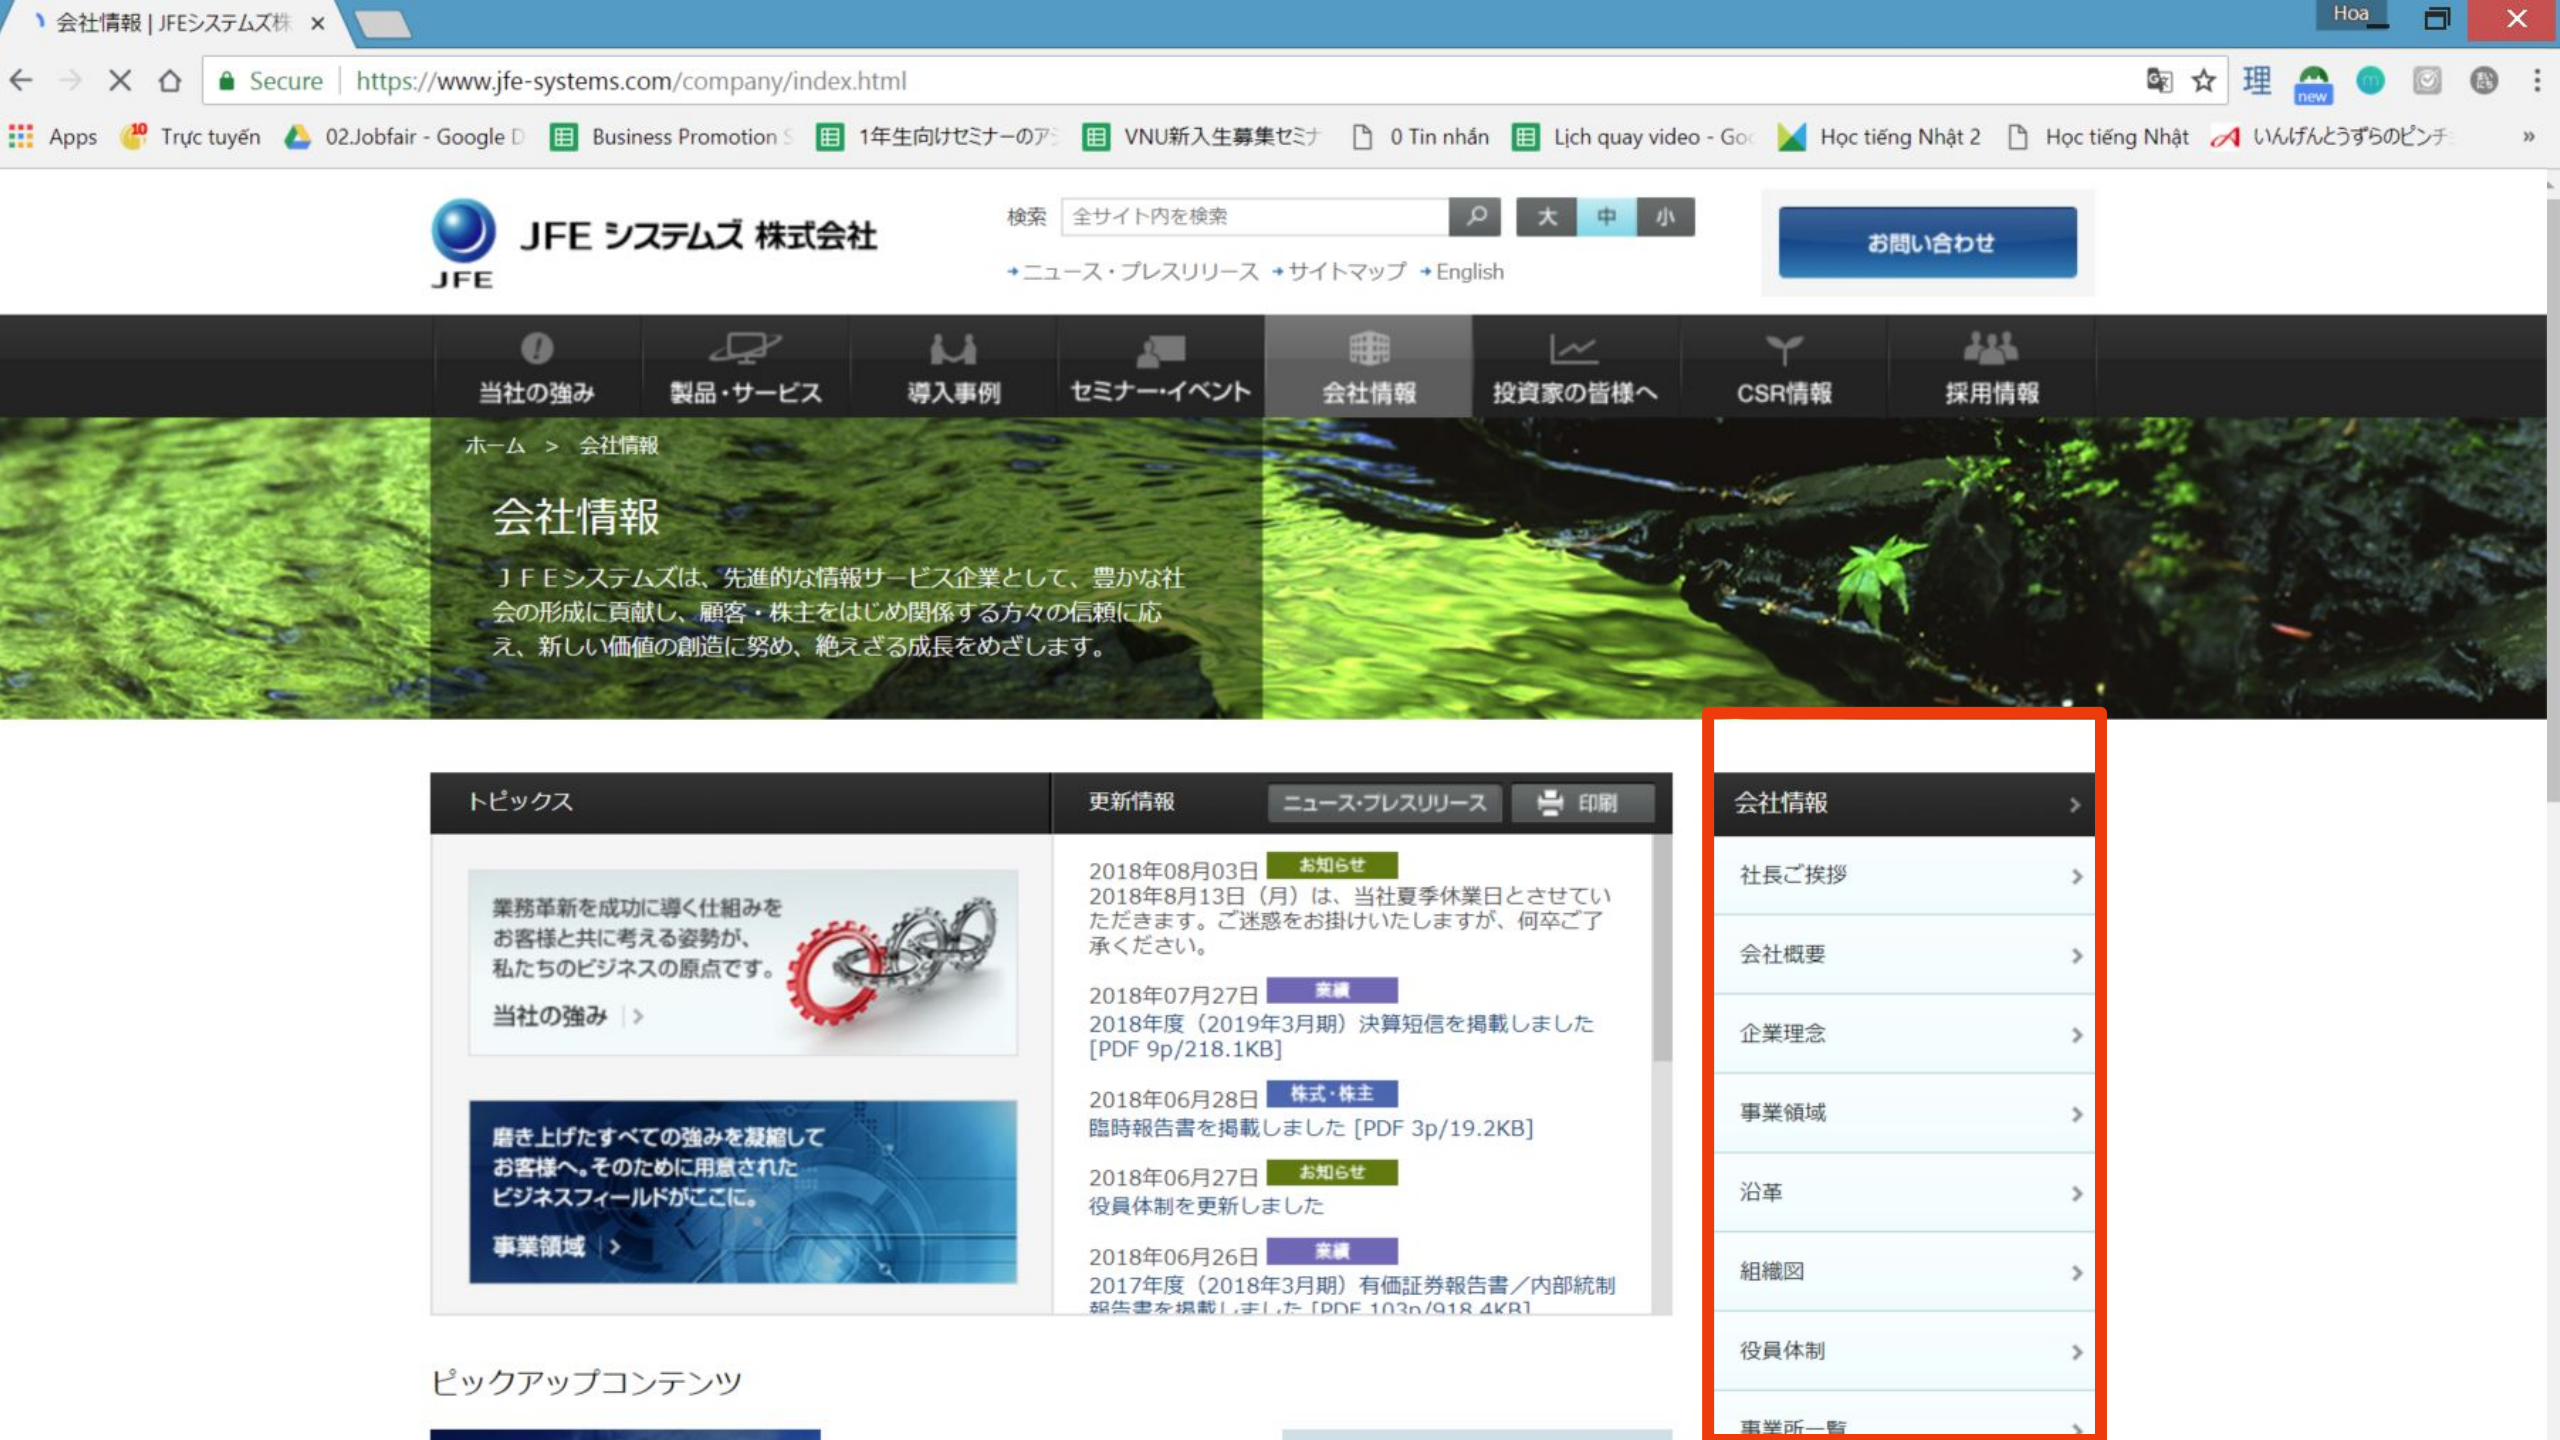 会社情報 | JFEシステムズ株
Hoa
Secure
https://www.jfe-systems.com/company/index.html
理
new
Apps
10
Trực tuyến
02.Jobfair - Google D
Business Promotion S
1年生向けセミナーのアジ
VNU新入生募集セミナ
0 Tin nhắn
Lịch quay video - Goo
Học tiếng Nhật 2
Học tiếng Nhật
いんげんとうずらのピンチ
»
JFE
JFE システムズ 株式会社
検索
全サイト内を検索
大
中
小
お問い合わせ
ニュース・プレスリリース
サイトマップ
English
当社の強み
製品・サービス
導入事例
セミナー・イベント
会社情報
投資家の皆様へ
CSR情報
採用情報
ホーム > 会社情報
会社情報
ＪＦＥシステムズは、先進的な情報サービス企業として、豊かな社
会の形成に貢献し、顧客・株主をはじめ関係する方々の信頼に応
え、新しい価値の創造に努め、絶えざる成長をめざします。
トピックス
業務革新を成功に導く仕組みを
お客様と共に考える姿勢が、
私たちのビジネスの原点です。
当社の強み
磨き上げたすべての強みを凝縮して
お客様へ。そのために用意された
ビジネスフィールドがここに。
事業領域
更新情報
ニュース・プレスリリース
印刷
2018年08月03日 お知らせ
2018年8月13日（月）は、当社夏季休業日とさせてい
ただきます。ご迷惑をお掛けいたしますが、何卒ご了
承ください。
2018年07月27日 業績
2018年度（2019年3月期）決算短信を掲載しました
[PDF 9p/218.1KB]
2018年06月28日 株式・株主
臨時報告書を掲載しました [PDF 3p/19.2KB]
2018年06月27日 お知らせ
役員体制を更新しました
2018年06月26日 業績
2017年度（2018年3月期）有価証券報告書／内部統制
報告書を掲載しました [PDF 103p/918.4KB]
会社情報
社長ご挨拶
会社概要
企業理念
事業領域
沿革
組織図
役員体制
事業所一覧
ピックアップコンテンツ